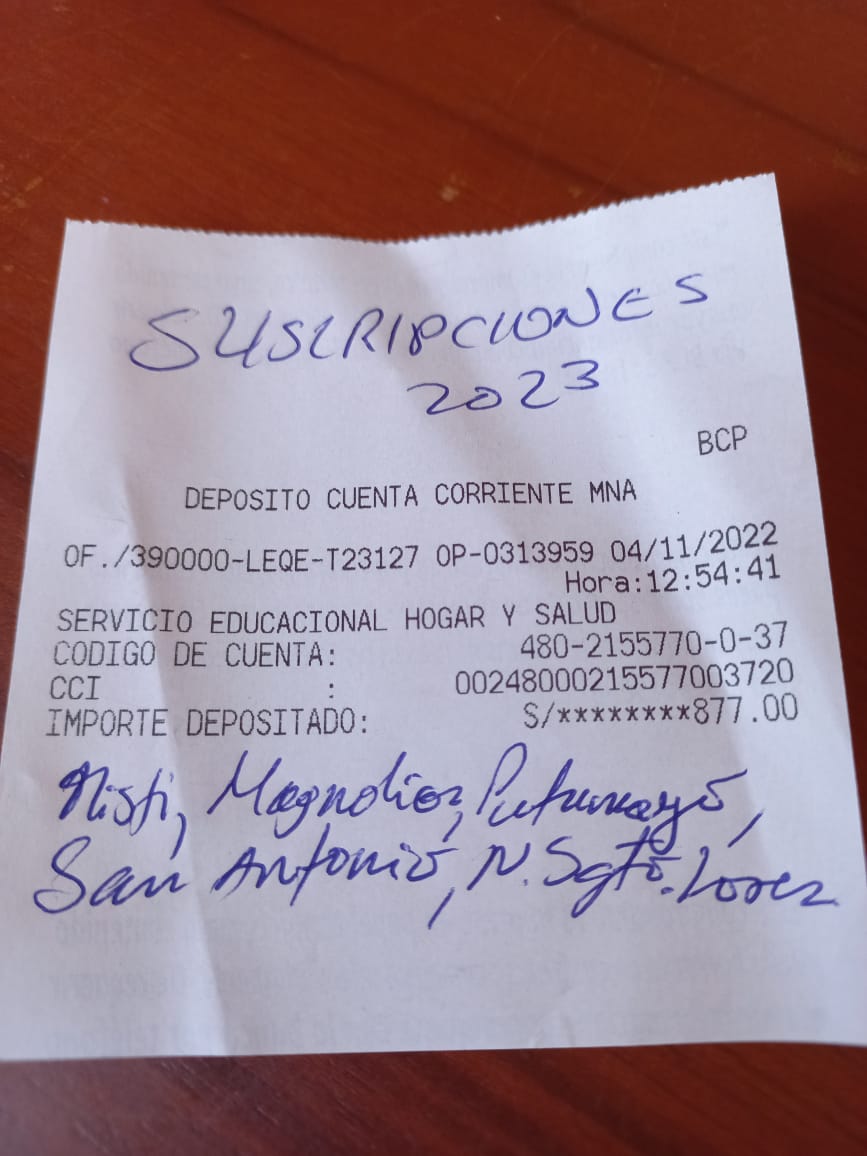 SUSCRIPCIONES
2023
BCP
DEPOSITO CUENTA CORRIENTE MNA
OF./390000-LEQE-T23127 OP-0313959 04/11/2022
Hora:12:54:41
SERVICIO EDUCACIONAL HOGAR Y SALUD
CODIGO DE CUENTA: 480-2155770-0-37
CCI : 00248000215577003720
IMPORTE DEPOSITADO: S/********877.00
Misti, Magnolias, Putumayo,
San Antonio, N. Sgto. Lores